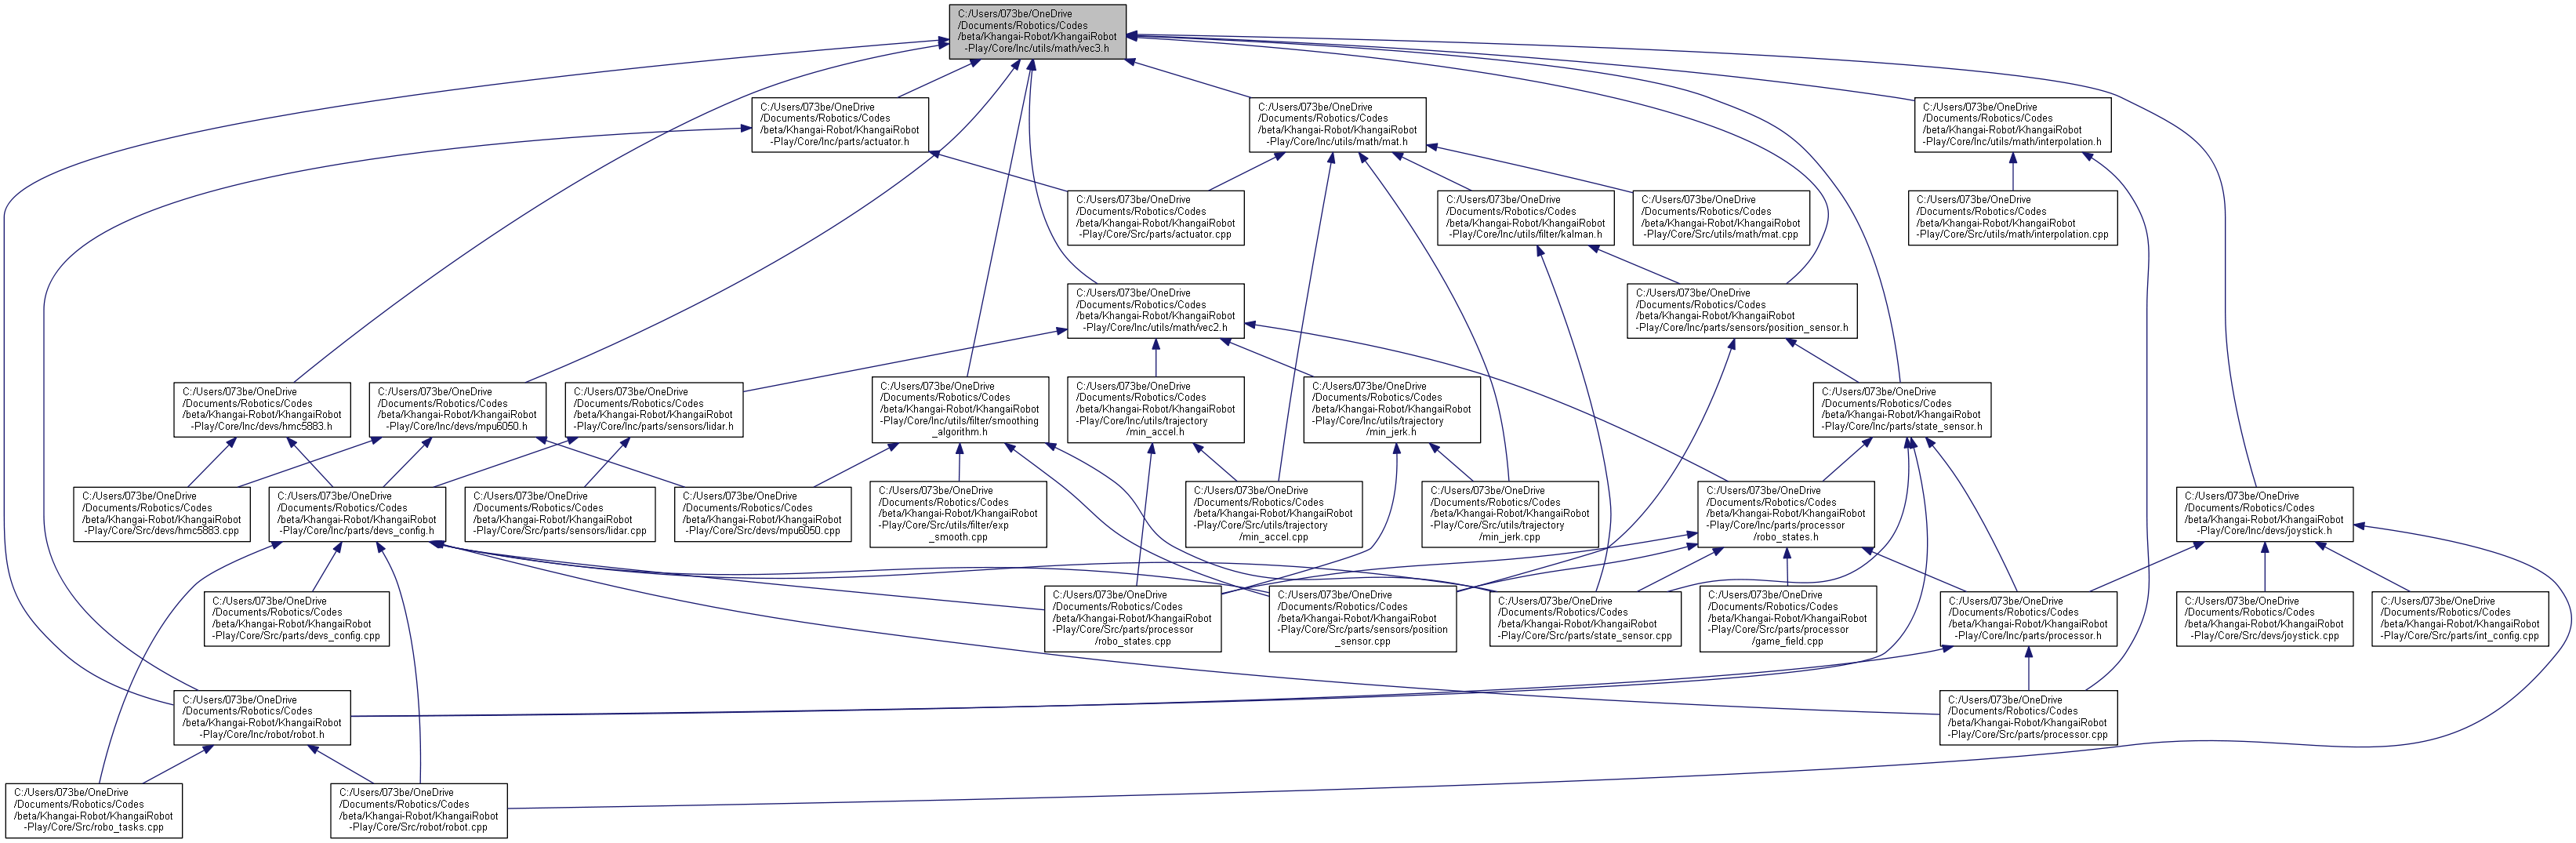 C:/Users/073be/OneDrive
/Documents/Robotics/Codes
/beta/Khangai-Robot/KhangaiRobot
-Play/Core/Inc/utils/math/vec3.h
C:/Users/073be/OneDrive
/Documents/Robotics/Codes
/beta/Khangai-Robot/KhangaiRobot
-Play/Core/Inc/parts/actuator.h
C:/Users/073be/OneDrive
/Documents/Robotics/Codes
/beta/Khangai-Robot/KhangaiRobot
-Play/Core/Inc/utils/math/mat.h
C:/Users/073be/OneDrive
/Documents/Robotics/Codes
/beta/Khangai-Robot/KhangaiRobot
-Play/Core/Inc/utils/math/interpolation.h
C:/Users/073be/OneDrive
/Documents/Robotics/Codes
/beta/Khangai-Robot/KhangaiRobot
-Play/Core/Src/parts/actuator.cpp
C:/Users/073be/OneDrive
/Documents/Robotics/Codes
/beta/Khangai-Robot/KhangaiRobot
-Play/Core/Inc/utils/filter/kalman.h
C:/Users/073be/OneDrive
/Documents/Robotics/Codes
/beta/Khangai-Robot/KhangaiRobot
-Play/Core/Src/utils/math/mat.cpp
C:/Users/073be/OneDrive
/Documents/Robotics/Codes
/beta/Khangai-Robot/KhangaiRobot
-Play/Core/Src/utils/math/interpolation.cpp
C:/Users/073be/OneDrive
/Documents/Robotics/Codes
/beta/Khangai-Robot/KhangaiRobot
-Play/Core/Inc/utils/math/vec2.h
C:/Users/073be/OneDrive
/Documents/Robotics/Codes
/beta/Khangai-Robot/KhangaiRobot
-Play/Core/Inc/parts/sensors/position_sensor.h
C:/Users/073be/OneDrive
/Documents/Robotics/Codes
/beta/Khangai-Robot/KhangaiRobot
-Play/Core/Inc/devs/hmc5883.h
C:/Users/073be/OneDrive
/Documents/Robotics/Codes
/beta/Khangai-Robot/KhangaiRobot
-Play/Core/Inc/devs/mpu6050.h
C:/Users/073be/OneDrive
/Documents/Robotics/Codes
/beta/Khangai-Robot/KhangaiRobot
-Play/Core/Inc/parts/sensors/lidar.h
C:/Users/073be/OneDrive
/Documents/Robotics/Codes
/beta/Khangai-Robot/KhangaiRobot
-Play/Core/Inc/utils/filter/smoothing
_algorithm.h
C:/Users/073be/OneDrive
/Documents/Robotics/Codes
/beta/Khangai-Robot/KhangaiRobot
-Play/Core/Inc/utils/trajectory
/min_accel.h
C:/Users/073be/OneDrive
/Documents/Robotics/Codes
/beta/Khangai-Robot/KhangaiRobot
-Play/Core/Inc/utils/trajectory
/min_jerk.h
C:/Users/073be/OneDrive
/Documents/Robotics/Codes
/beta/Khangai-Robot/KhangaiRobot
-Play/Core/Inc/parts/state_sensor.h
C:/Users/073be/OneDrive
/Documents/Robotics/Codes
/beta/Khangai-Robot/KhangaiRobot
-Play/Core/Src/devs/hmc5883.cpp
C:/Users/073be/OneDrive
/Documents/Robotics/Codes
/beta/Khangai-Robot/KhangaiRobot
-Play/Core/Inc/parts/devs_config.h
C:/Users/073be/OneDrive
/Documents/Robotics/Codes
/beta/Khangai-Robot/KhangaiRobot
-Play/Core/Src/parts/sensors/lidar.cpp
C:/Users/073be/OneDrive
/Documents/Robotics/Codes
/beta/Khangai-Robot/KhangaiRobot
-Play/Core/Src/devs/mpu6050.cpp
C:/Users/073be/OneDrive
/Documents/Robotics/Codes
/beta/Khangai-Robot/KhangaiRobot
-Play/Core/Src/utils/filter/exp
_smooth.cpp
C:/Users/073be/OneDrive
/Documents/Robotics/Codes
/beta/Khangai-Robot/KhangaiRobot
-Play/Core/Src/utils/trajectory
/min_accel.cpp
C:/Users/073be/OneDrive
/Documents/Robotics/Codes
/beta/Khangai-Robot/KhangaiRobot
-Play/Core/Src/utils/trajectory
/min_jerk.cpp
C:/Users/073be/OneDrive
/Documents/Robotics/Codes
/beta/Khangai-Robot/KhangaiRobot
-Play/Core/Inc/parts/processor
/robo_states.h
C:/Users/073be/OneDrive
/Documents/Robotics/Codes
/beta/Khangai-Robot/KhangaiRobot
-Play/Core/Inc/devs/joystick.h
C:/Users/073be/OneDrive
/Documents/Robotics/Codes
/beta/Khangai-Robot/KhangaiRobot
-Play/Core/Src/parts/devs_config.cpp
C:/Users/073be/OneDrive
/Documents/Robotics/Codes
/beta/Khangai-Robot/KhangaiRobot
-Play/Core/Src/parts/processor
/robo_states.cpp
C:/Users/073be/OneDrive
/Documents/Robotics/Codes
/beta/Khangai-Robot/KhangaiRobot
-Play/Core/Src/parts/sensors/position
_sensor.cpp
C:/Users/073be/OneDrive
/Documents/Robotics/Codes
/beta/Khangai-Robot/KhangaiRobot
-Play/Core/Src/parts/state_sensor.cpp
C:/Users/073be/OneDrive
/Documents/Robotics/Codes
/beta/Khangai-Robot/KhangaiRobot
-Play/Core/Src/parts/processor
/game_field.cpp
C:/Users/073be/OneDrive
/Documents/Robotics/Codes
/beta/Khangai-Robot/KhangaiRobot
-Play/Core/Inc/parts/processor.h
C:/Users/073be/OneDrive
/Documents/Robotics/Codes
/beta/Khangai-Robot/KhangaiRobot
-Play/Core/Src/devs/joystick.cpp
C:/Users/073be/OneDrive
/Documents/Robotics/Codes
/beta/Khangai-Robot/KhangaiRobot
-Play/Core/Src/parts/int_config.cpp
C:/Users/073be/OneDrive
/Documents/Robotics/Codes
/beta/Khangai-Robot/KhangaiRobot
-Play/Core/Inc/robot/robot.h
C:/Users/073be/OneDrive
/Documents/Robotics/Codes
/beta/Khangai-Robot/KhangaiRobot
-Play/Core/Src/parts/processor.cpp
C:/Users/073be/OneDrive
/Documents/Robotics/Codes
/beta/Khangai-Robot/KhangaiRobot
-Play/Core/Src/robo_tasks.cpp
C:/Users/073be/OneDrive
/Documents/Robotics/Codes
/beta/Khangai-Robot/KhangaiRobot
-Play/Core/Src/robot/robot.cpp